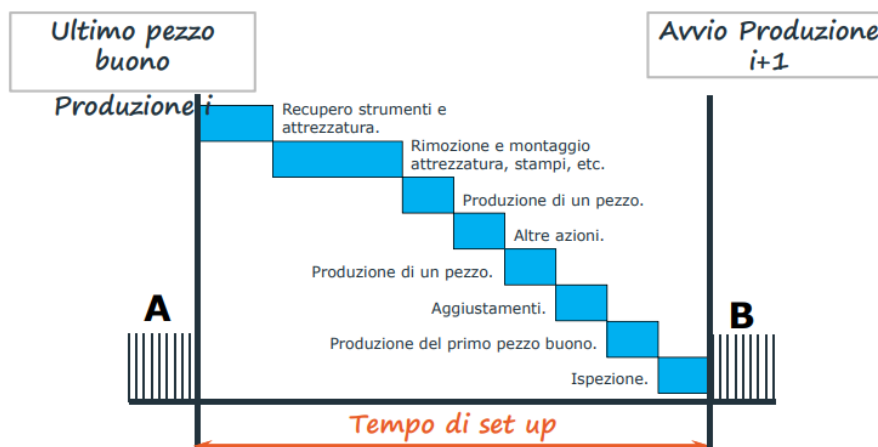 Ultimo pezzo
buono
Produzione i
Avvio Produzione
i+1
Recupero strumenti e
attrezzatura.
Rimozione e montaggio
attrezzatura, stampi, etc.
Produzione di un pezzo.
Altre azioni.
Produzione di un pezzo.
Aggiustamenti.
Produzione del primo pezzo buono.
Ispezione.
A
B
Tempo di set up